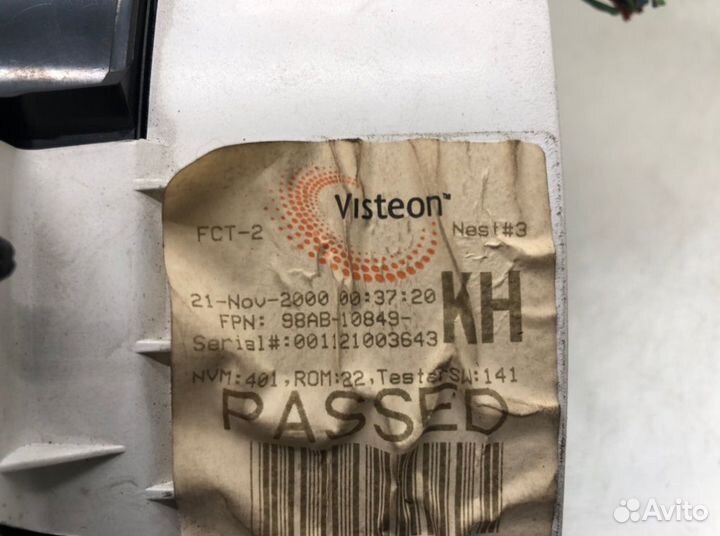 Visteon™
FCT-2 Nest#3
21-Nov-2000 00:37:20
FPN: 98AB-10849- KH
Serial#:001121003643
NVM:401,ROM:22,TesterSW:141
PASSED
Avito